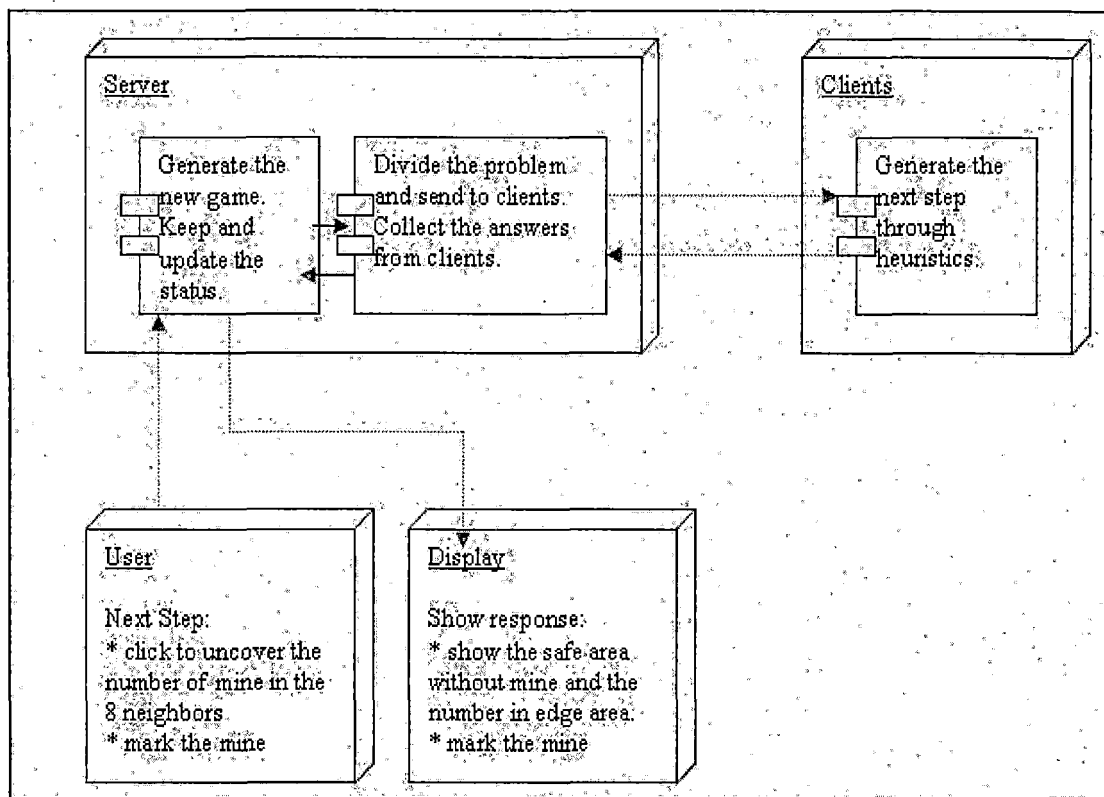 Server
Generate the
new game.
Keep and
update the
status.
Divide the problem
and send to clients.
Collect the answers
from clients.
Clients
Generate the
next step
through
heuristics.
User
Next Step:
* click to uncover the
number of mine in the
8 neighbors
* mark the mine
Display
Show response:
* show the safe area
without mine and the
number in edge area.
* mark the mine